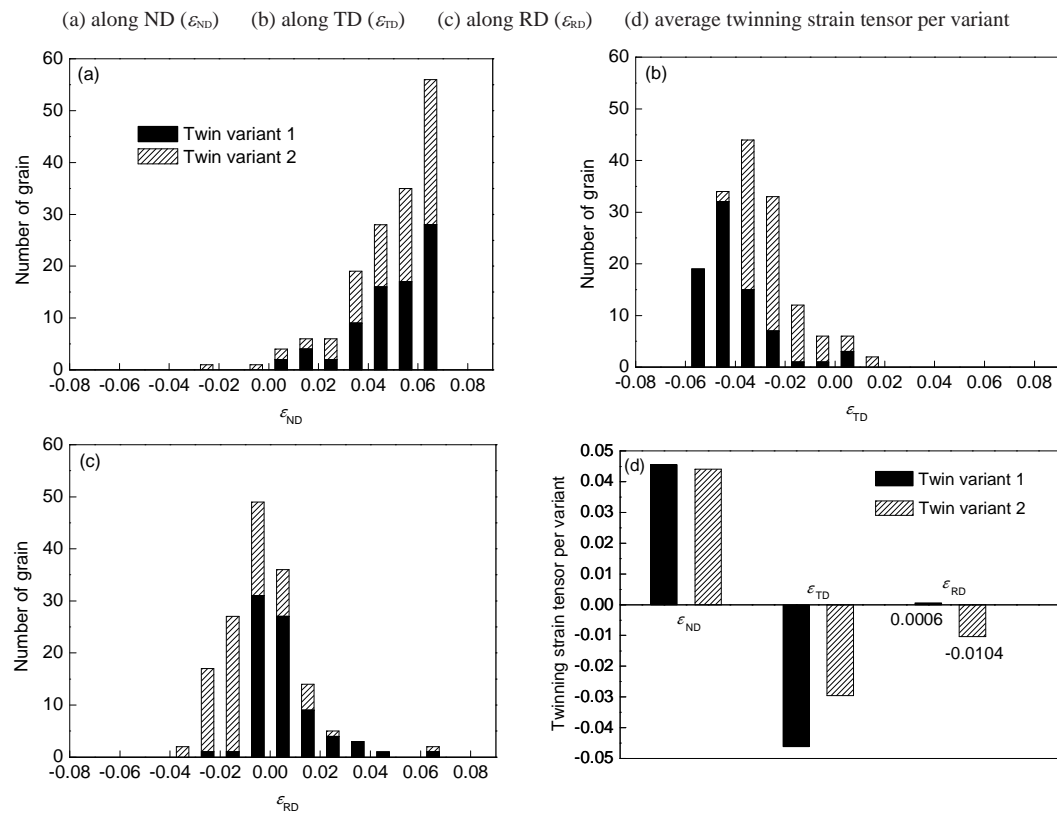 (a) along ND (εND) (b) along TD (εTD) (c) along RD (εRD) (d) average twinning strain tensor per variant
(a)
Twin variant 1
Twin variant 2
Number of grain
60
50
40
30
20
10
0
-0.08 -0.06 -0.04 -0.02 0.00 0.02 0.04 0.06 0.08
εND
(b)
Number of grain
60
50
40
30
20
10
0
-0.08 -0.06 -0.04 -0.02 0.00 0.02 0.04 0.06 0.08
εTD
(c)
Number of grain
60
50
40
30
20
10
0
-0.08 -0.06 -0.04 -0.02 0.00 0.02 0.04 0.06 0.08
εRD
(d)
Twin variant 1
Twin variant 2
Twinning strain tensor per variant
0.05
0.04
0.03
0.02
0.01
0.00
-0.01
-0.02
-0.03
-0.04
-0.05
εND
εTD
εRD
0.0006
-0.0104